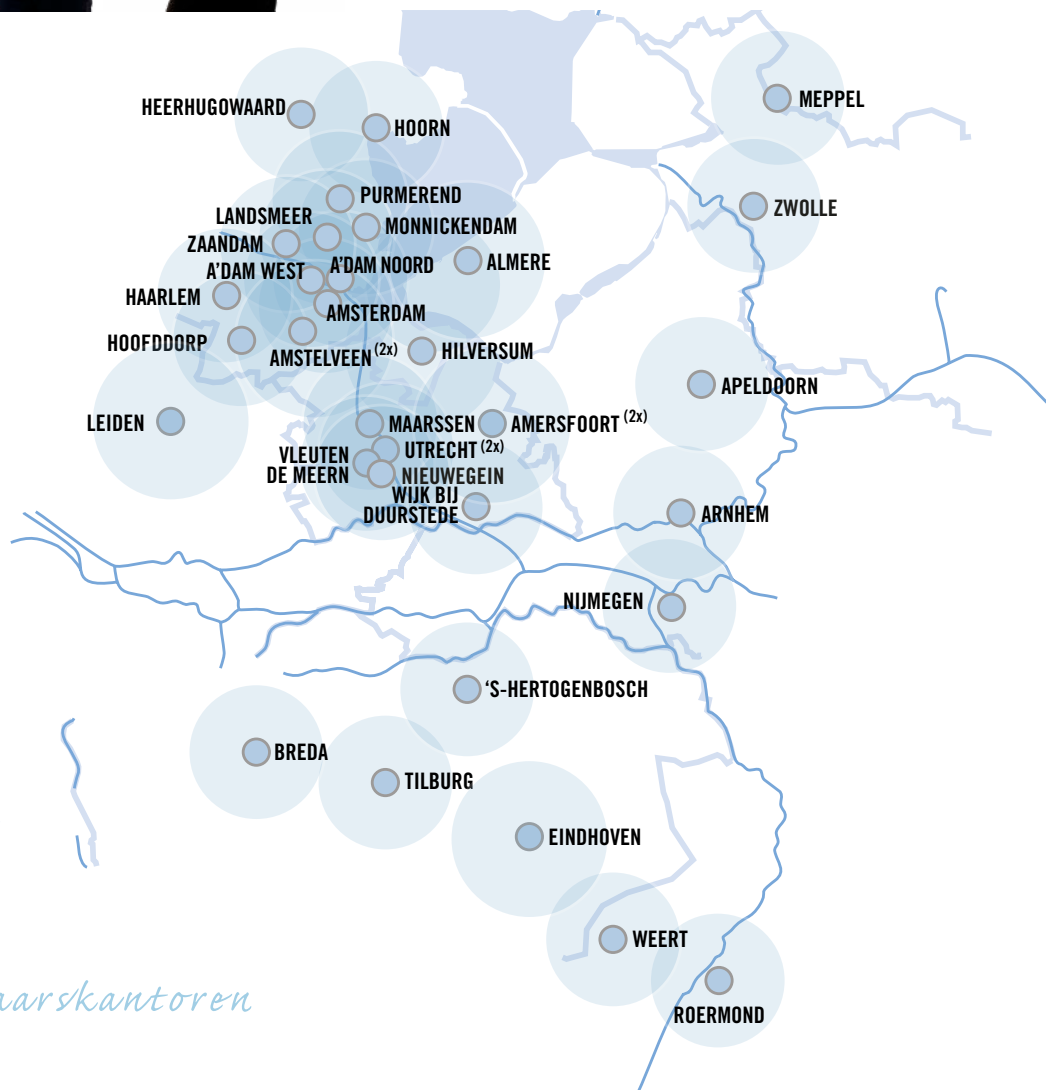 HEERHUGOWAARD
HOORN
MEPPEL
PURMEREND
ZWOLLE
LANDSMEER
MONNICKENDAM
ZAANDAM
A'DAM WEST
A'DAM NOORD
ALMERE
HAARLEM
AMSTERDAM
HOOFDDORP
AMSTELVEEN (2x)
HILVERSUM
APELDOORN
LEIDEN
MAARSSEN
AMERSFOORT (2x)
UTRECHT (2x)
VLEUTEN
DE MEERN
NIEUWEGEIN
WIJK BIJ
DUURSTEDE
ARNHEM
NIJMEGEN
'S-HERTOGENBOSCH
BREDA
TILBURG
EINDHOVEN
WEERT
aarskantoren
ROERMOND